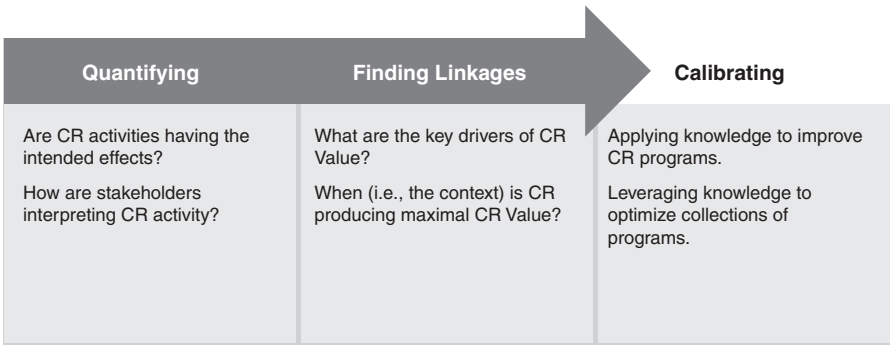 Quantifying
Are CR activities having the
intended effects?
How are stakeholders
interpreting CR activity?
Finding Linkages
What are the key drivers of CR
Value?
When (i.e., the context) is CR
producing maximal CR Value?
Calibrating
Applying knowledge to improve
CR programs.
Leveraging knowledge to
optimize collections of
programs.